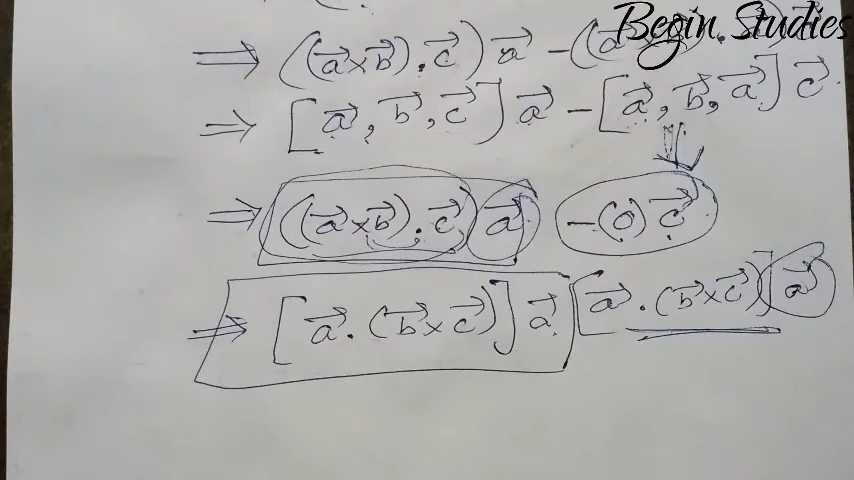 Begin Studies
⇒ ((a⃗×b⃗).c⃗)a⃗ -((a⃗
⇒ [a⃗, b⃗, c⃗] a⃗ - [a⃗, b⃗, a⃗] c⃗
⇒ ((a⃗×b⃗).c⃗) a⃗ -(0) c⃗
⇒ [a⃗.(b⃗×c⃗)] a⃗ [a⃗.(b⃗×c⃗)] a⃗